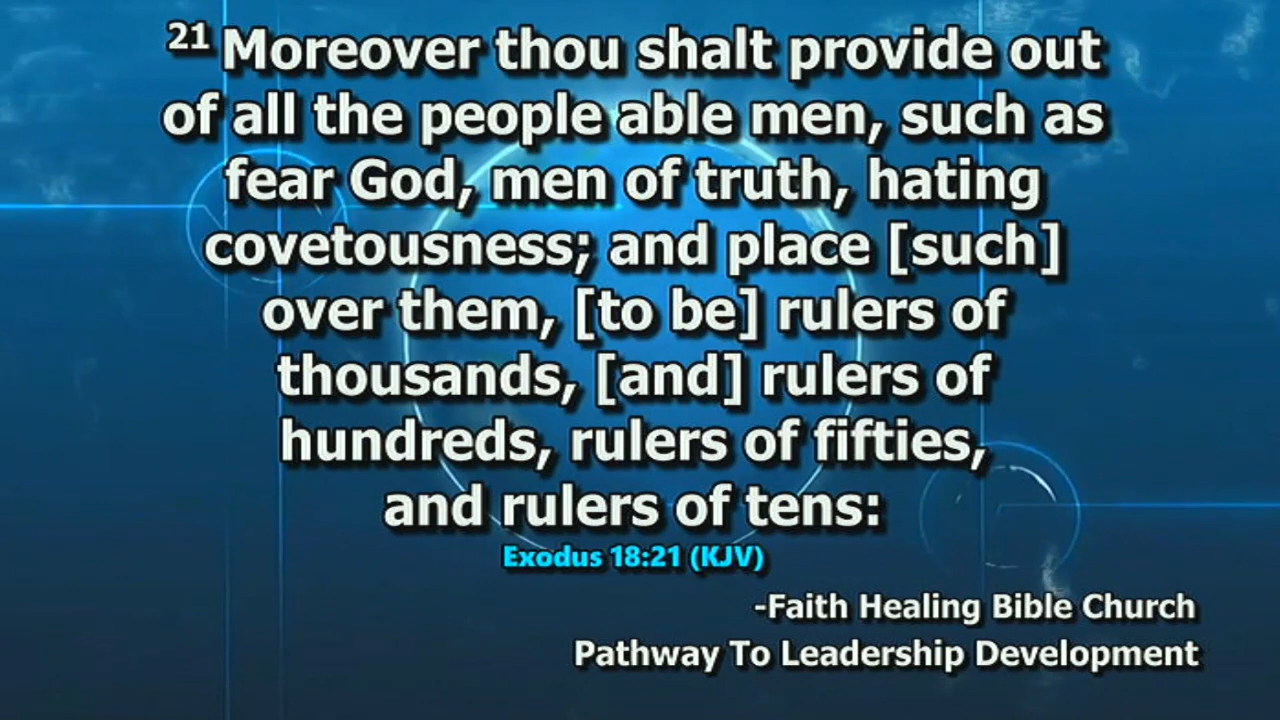 21 Moreover thou shalt provide out
of all the people able men, such as
fear God, men of truth, hating
covetousness; and place [such]
over them, [to be] rulers of
thousands, [and] rulers of
hundreds, rulers of fifties,
and rulers of tens:
Exodus 18:21 (KJV)
-Faith Healing Bible Church
Pathway To Leadership Development